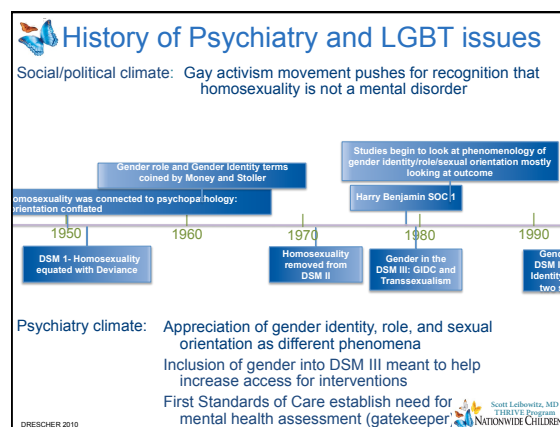 History of Psychiatry and LGBT issues
Social/political climate: Gay activism movement pushes for recognition that
homosexuality is not a mental disorder
Studies begin to look at phenomenology of
gender identity/role/sexual orientation mostly
looking at outcome
Gender role and Gender Identity terms
coined by Money and Stoller
omosexuality was connected to psychopathology:
orientation conflated
Harry Benjamin SOC 1
1950
1960
1970
1980
1990
DSM 1- Homosexuality
equated with Deviance
Homosexuality
removed from
DSM II
Gender in the
DSM III: GIDC and
Transsexualism
Gend
DSM I
Identity
two s
Psychiatry climate: Appreciation of gender identity, role, and sexual
orientation as different phenomena
Inclusion of gender into DSM III meant to help
increase access for interventions
First Standards of Care establish need for
mental health assessment (gatekeeper)
DRESCHER 2010
Scott Leibowitz, MD
THRIVE Program
NATIONWIDE CHILDREN